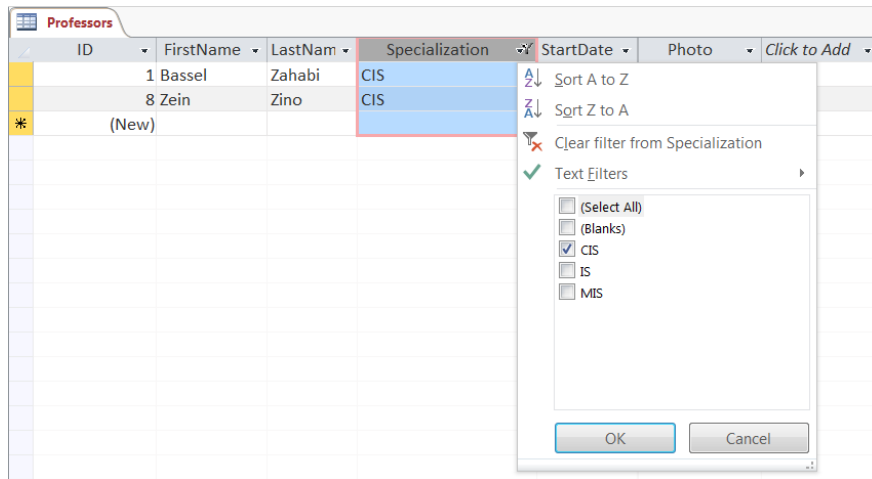 Professors
ID FirstName LastNam Specialization StartDate Photo Click to Add
1 Bassel Zahabi CIS
8 Zein Zino CIS
(New)
Sort A to Z
Sort Z to A
Clear filter from Specialization
Text Filters
(Select All)
(Blanks)
CIS
IS
MIS
OK Cancel